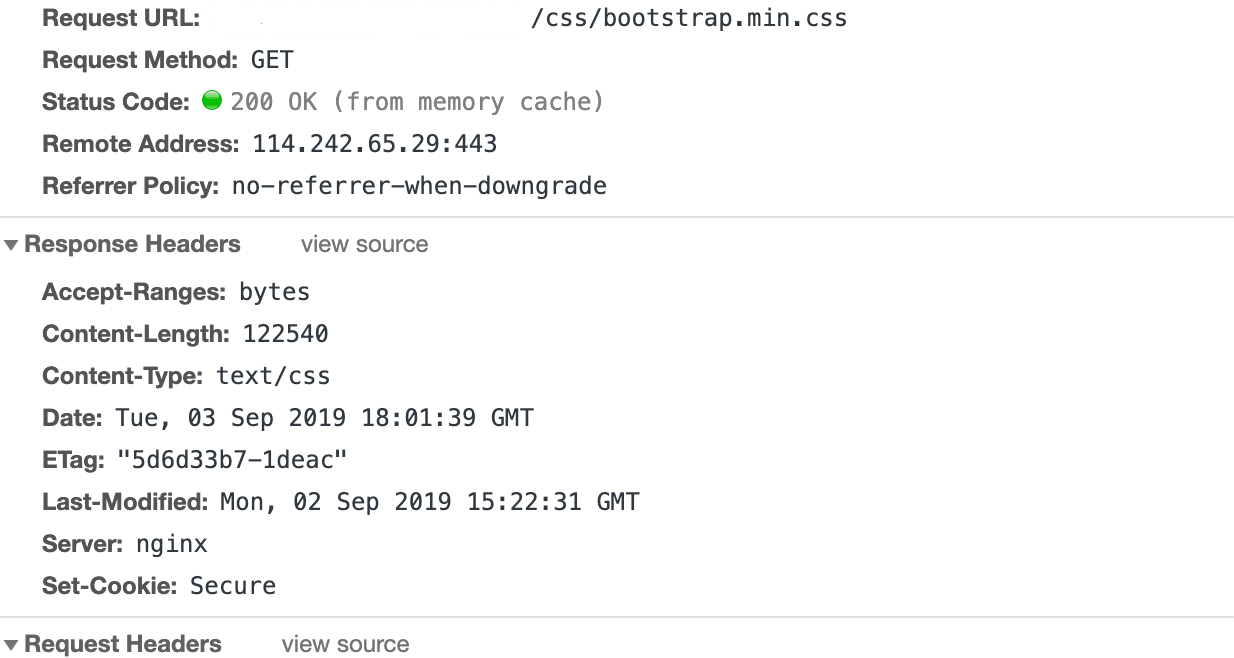 Request URL: /css/bootstrap.min.css
Request Method: GET
Status Code: 200 OK (from memory cache)
Remote Address: 114.242.65.29:443
Referrer Policy: no-referrer-when-downgrade
Response Headers view source
Accept-Ranges: bytes
Content-Length: 122540
Content-Type: text/css
Date: Tue, 03 Sep 2019 18:01:39 GMT
ETag: "5d6d33b7-1deac"
Last-Modified: Mon, 02 Sep 2019 15:22:31 GMT
Server: nginx
Set-Cookie: Secure
Request Headers view source